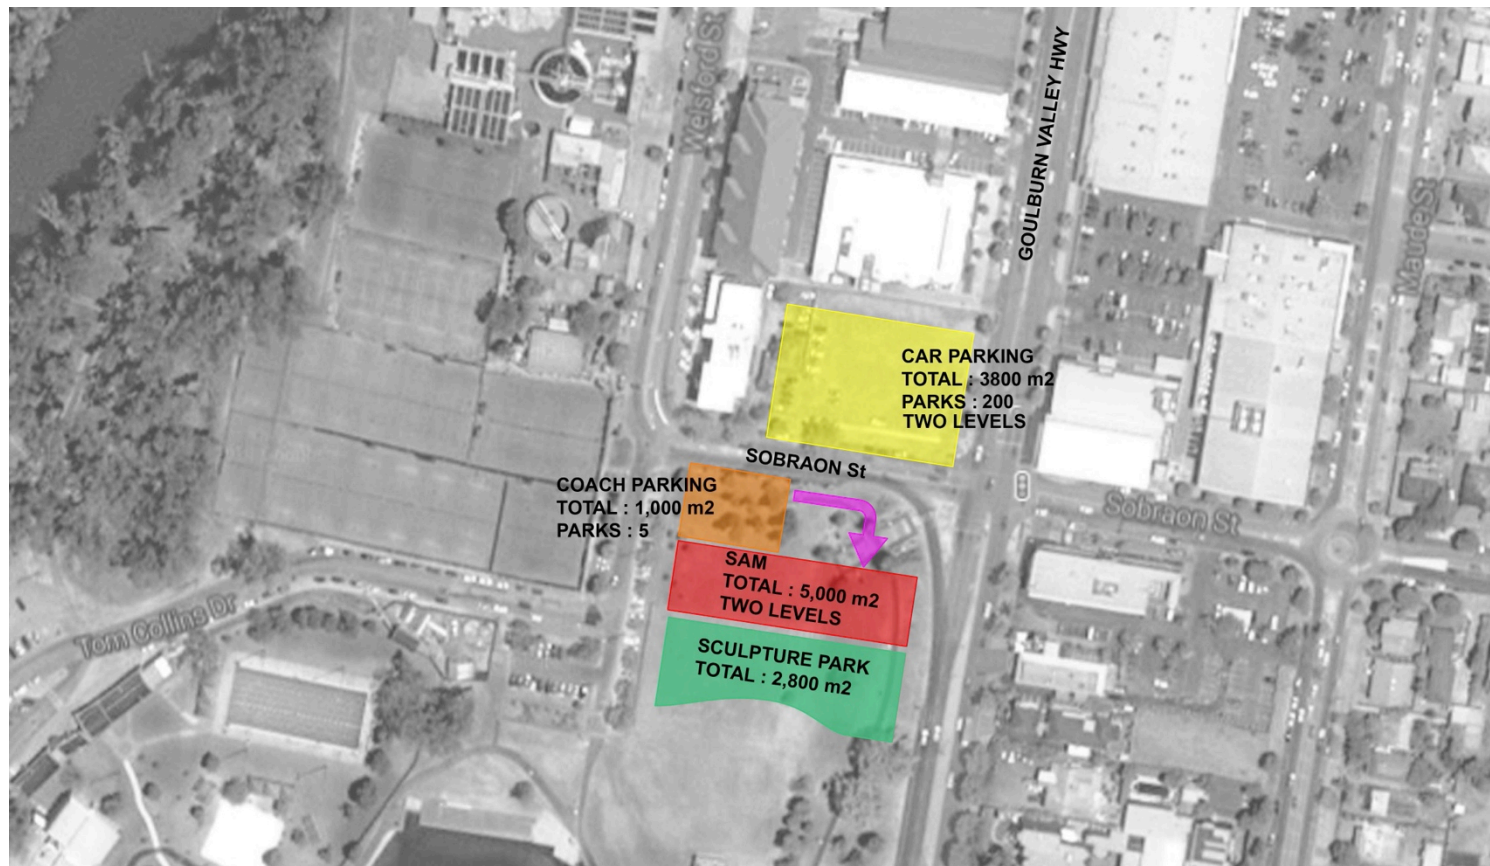 Welsford St
GOULBURN VALLEY HWY
Maude St
CAR PARKING
TOTAL : 3800 m2
PARKS : 200
TWO LEVELS
SOBRAON St
COACH PARKING
TOTAL : 1,000 m2
PARKS : 5
Sobraon St
SAM
TOTAL : 5,000 m2
TWO LEVELS
Tom Collins Dr
SCULPTURE PARK
TOTAL : 2,800 m2